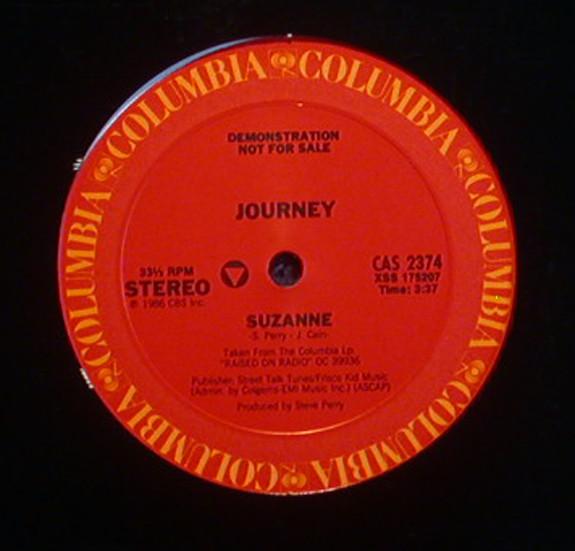 COLUMBIA COLUMBIA COLUMBIA COLUMBIA COLUMBIA COLUMBIA
DEMONSTRATION
NOT FOR SALE
JOURNEY
33⅓ RPM
STEREO
℗ 1986 CBS Inc.
CAS 2374
XSS 175207
Time: 3:37
SUZANNE
-S. Perry - J. Cain-
Taken From The Columbia Lp.
"RAISED ON RADIO" OC 39936
Publisher: Street Talk Tunes/Frisco Kid Music
(Admin. by Colgems-EMI Music Inc.) (ASCAP)
Produced by Steve Perry